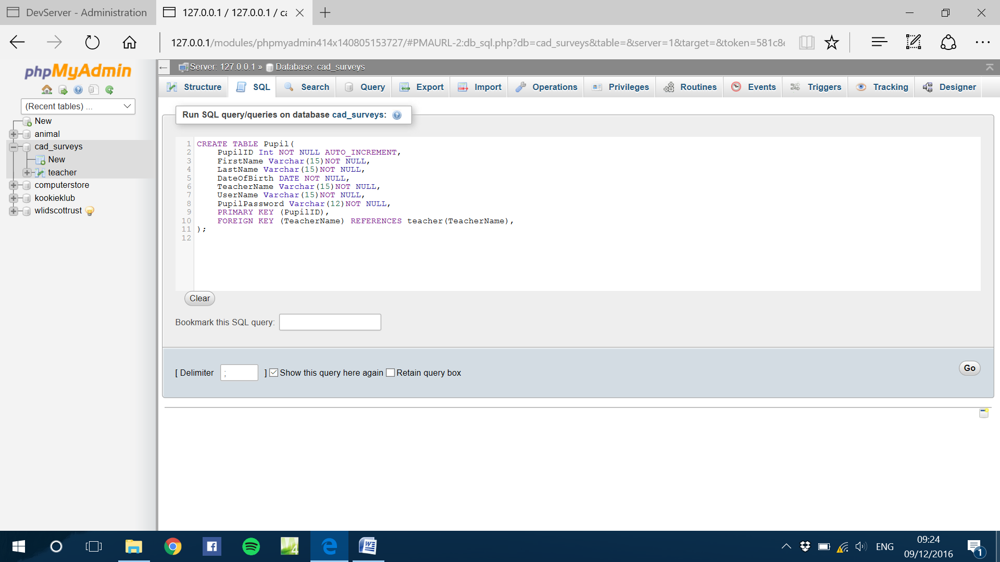 DevServer - Administration
127.0.0.1 / 127.0.0.1 / ca
127.0.0.1/modules/phpmyadmin414x140805153727/#PMAURL-2:db_sql.php?db=cad_surveys&table=&server=1&target=&token=581c8e
phpMyAdmin
(Recent tables) ...
New
animal
cad_surveys
New
teacher
computerstore
kookieklub
wlidscottrust
Server: 127.0.0.1 » Database: cad_surveys
Structure SQL Search Query Export Import Operations Privileges Routines Events Triggers Tracking Designer
Run SQL query/queries on database cad_surveys:
1 CREATE TABLE Pupil(
2 PupilID Int NOT NULL AUTO_INCREMENT,
3 FirstName Varchar(15)NOT NULL,
4 LastName Varchar(15)NOT NULL,
5 DateOfBirth DATE NOT NULL,
6 TeacherName Varchar(15)NOT NULL,
7 UserName Varchar(15)NOT NULL,
8 PupilPassword Varchar(12)NOT NULL,
9 PRIMARY KEY (PupilID),
10 FOREIGN KEY (TeacherName) REFERENCES teacher(TeacherName),
11 );
12
Clear
Bookmark this SQL query:
[ Delimiter ; ] Show this query here again Retain query box
Go
ENG
09:24
09/12/2016
1